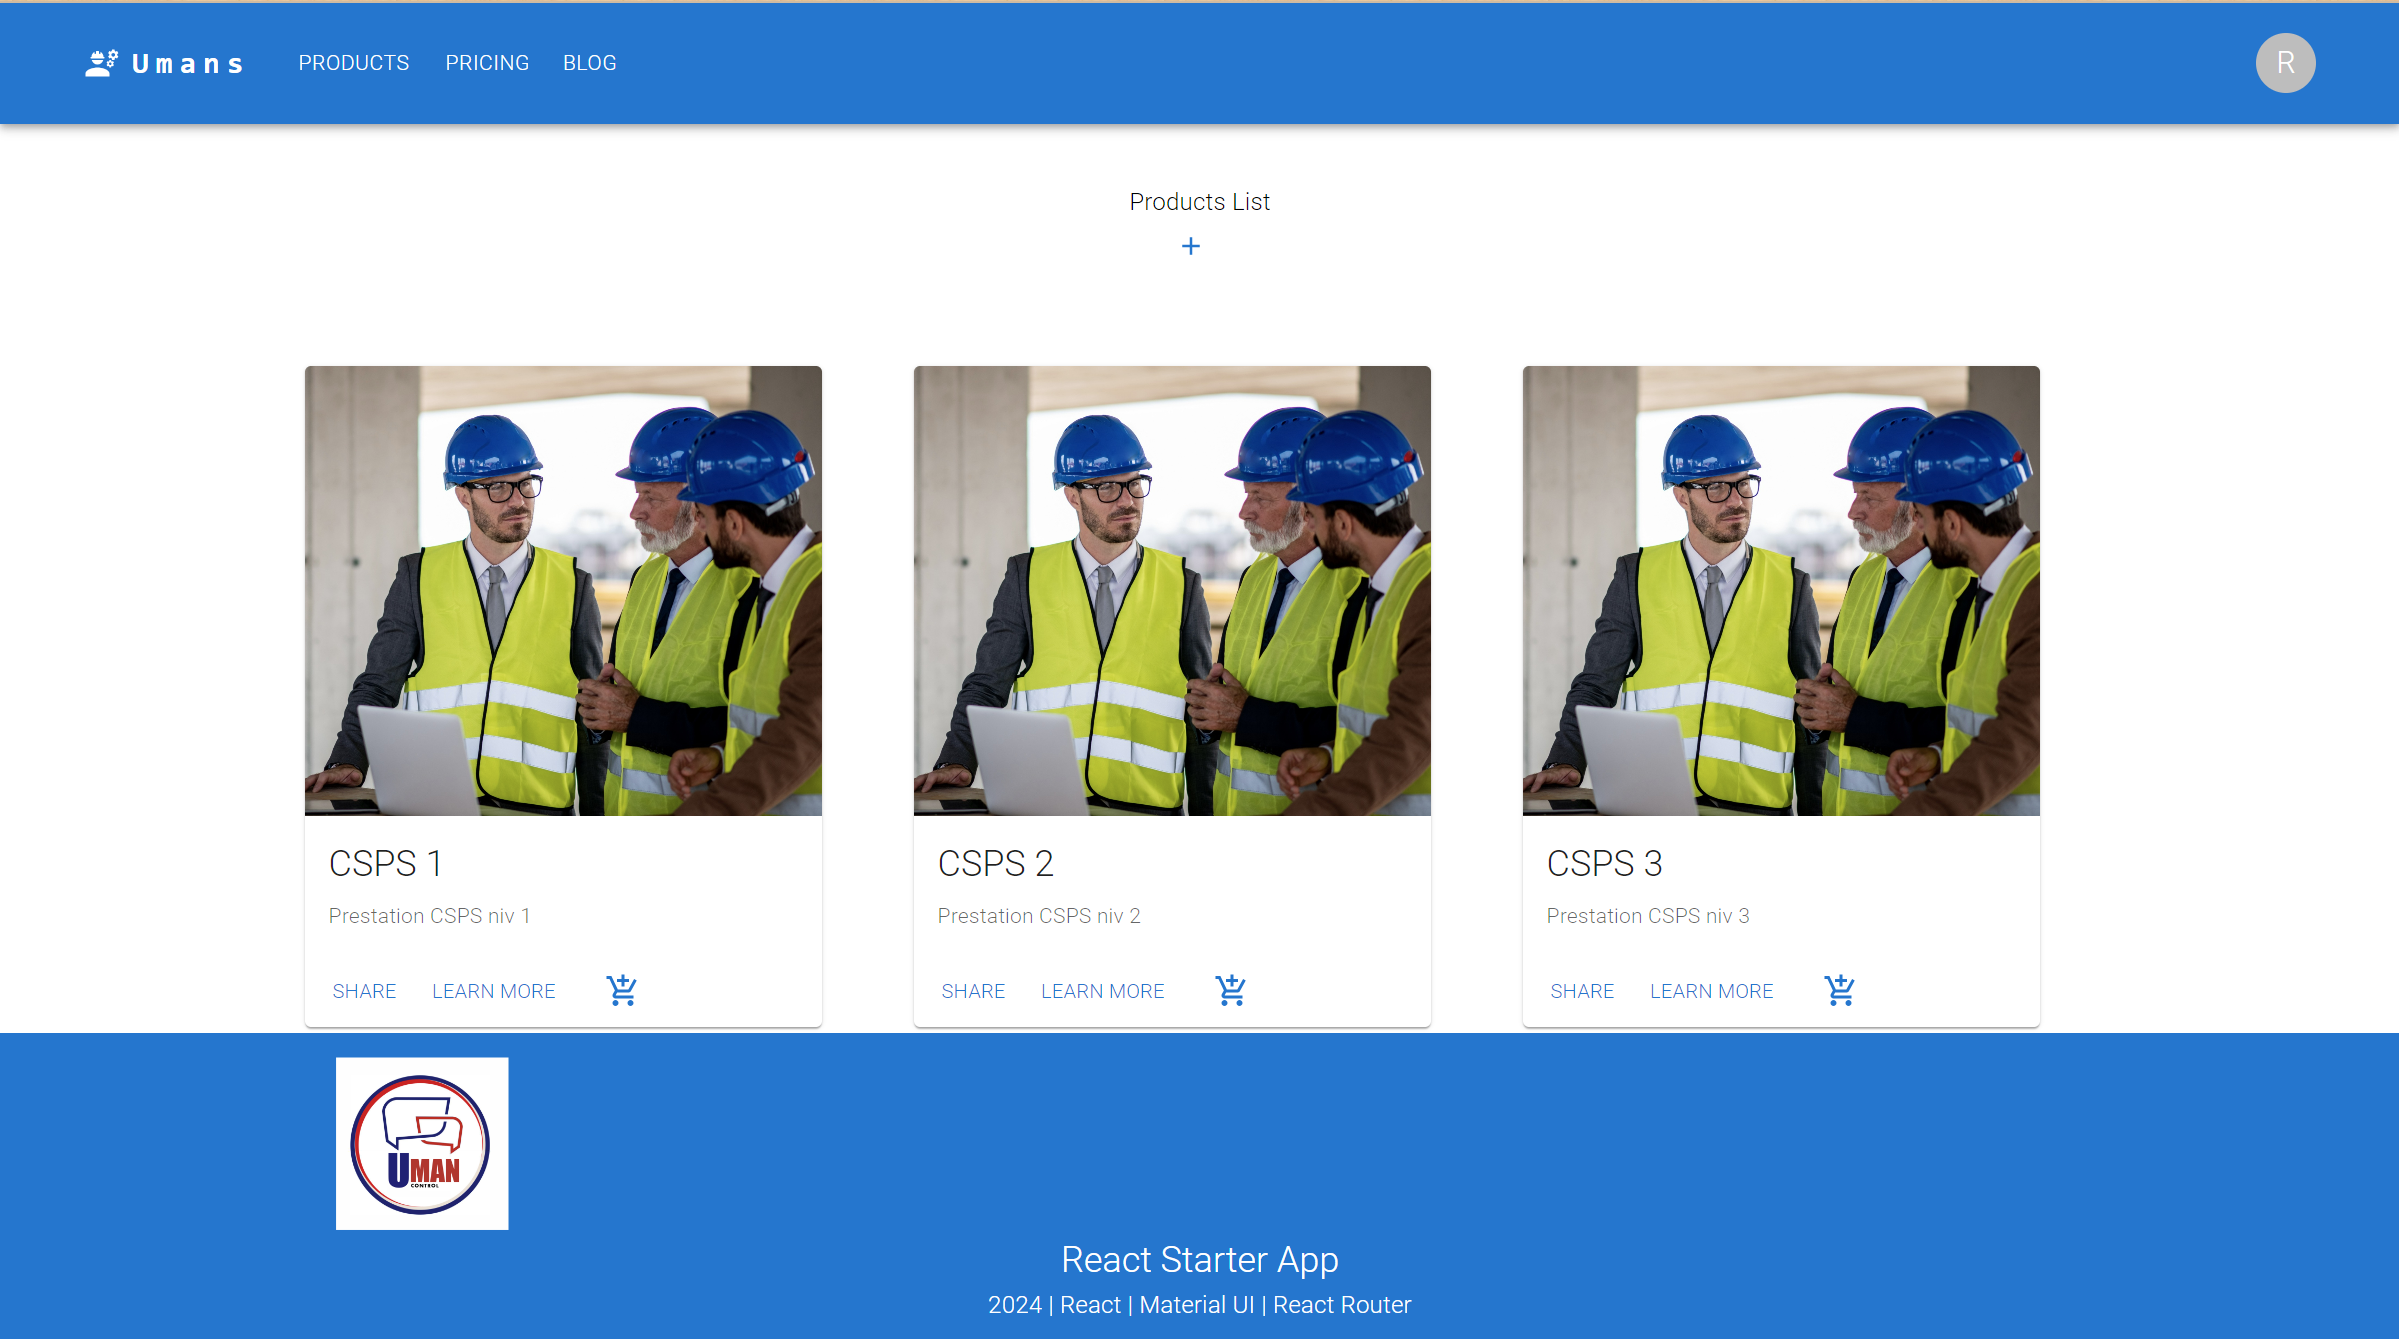 Umans PRODUCTS PRICING BLOG R
Products List
CSPS 1
Prestation CSPS niv 1
SHARE LEARN MORE
CSPS 2
Prestation CSPS niv 2
SHARE LEARN MORE
CSPS 3
Prestation CSPS niv 3
SHARE LEARN MORE
UMAN
CONTROL
React Starter App
2024 | React | Material UI | React Router